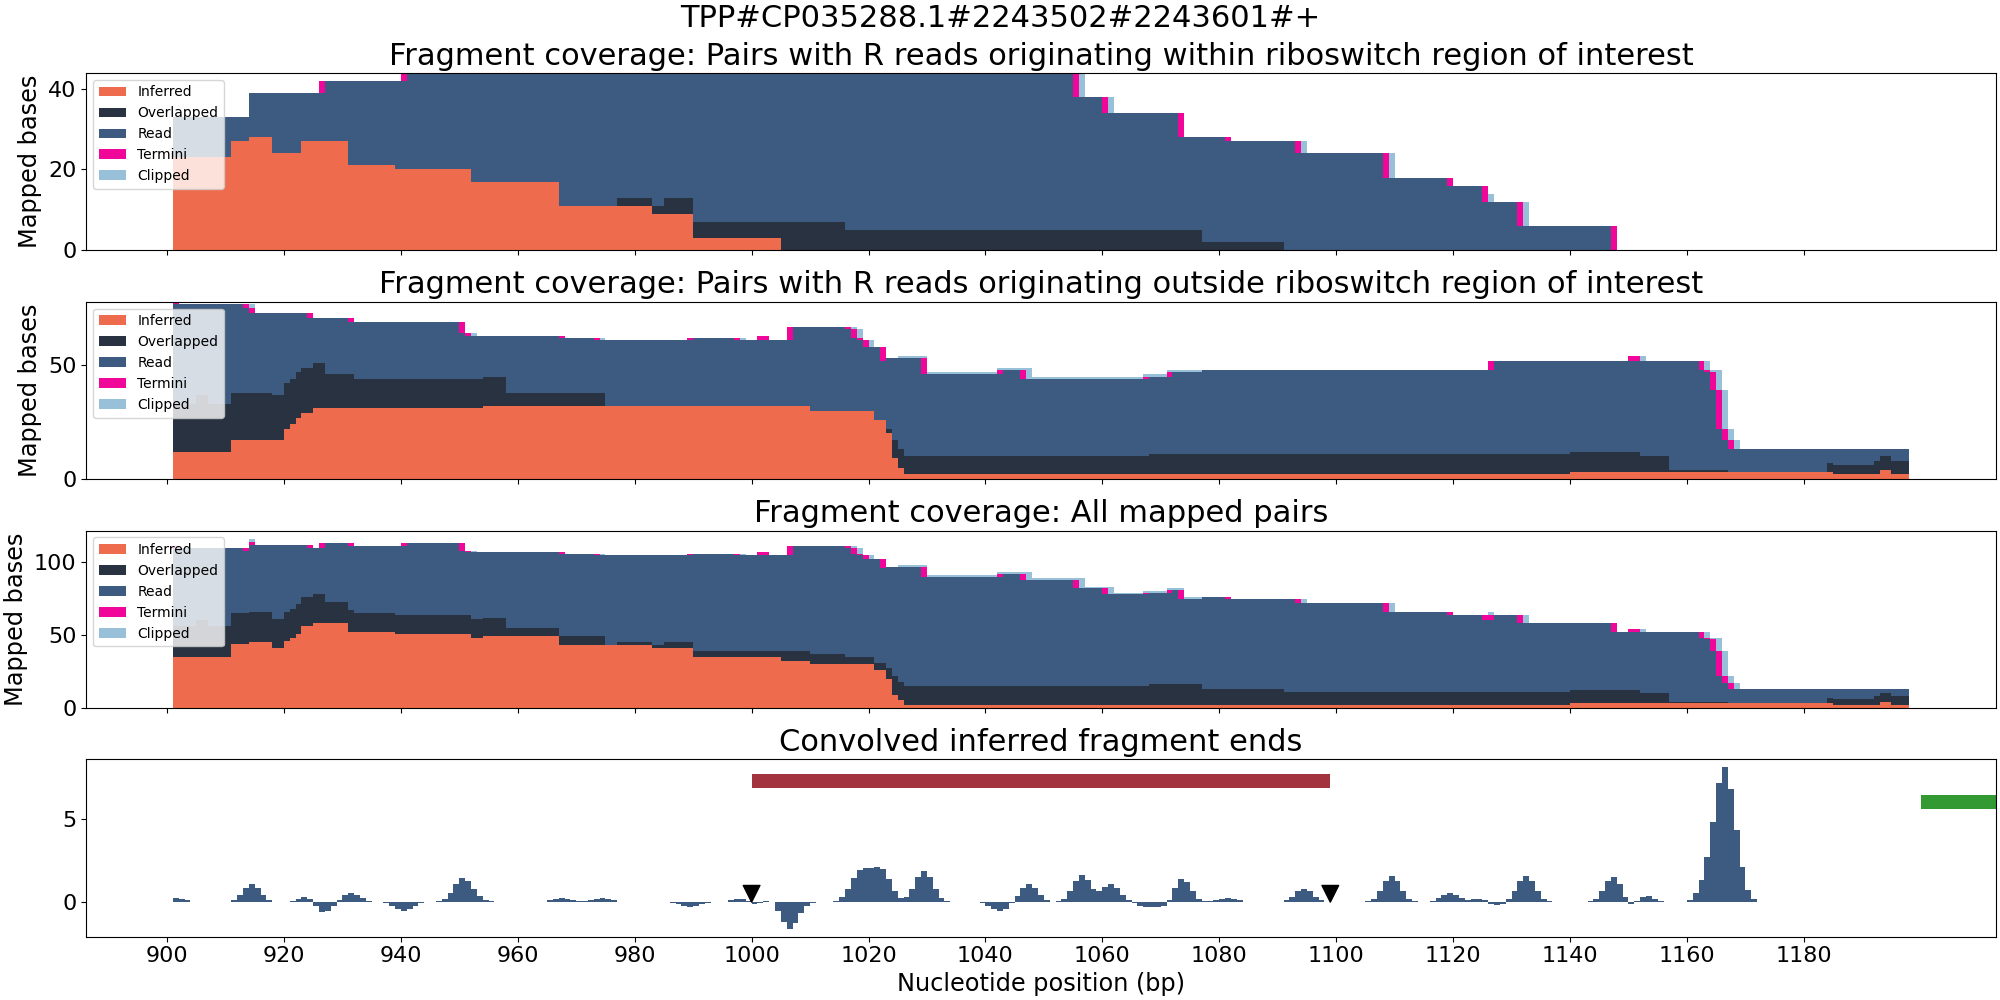 TPP#CP035288.1#2243502#2243601#+
Fragment coverage: Pairs with R reads originating within riboswitch region of interest
Mapped bases
40
20
0
Inferred
Overlapped
Read
Termini
Clipped
Fragment coverage: Pairs with R reads originating outside riboswitch region of interest
Mapped bases
50
0
Inferred
Overlapped
Read
Termini
Clipped
Fragment coverage: All mapped pairs
Mapped bases
100
50
0
Inferred
Overlapped
Read
Termini
Clipped
Convolved inferred fragment ends
5
0
900 920 940 960 980 1000 1020 1040 1060 1080 1100 1120 1140 1160 1180
Nucleotide position (bp)